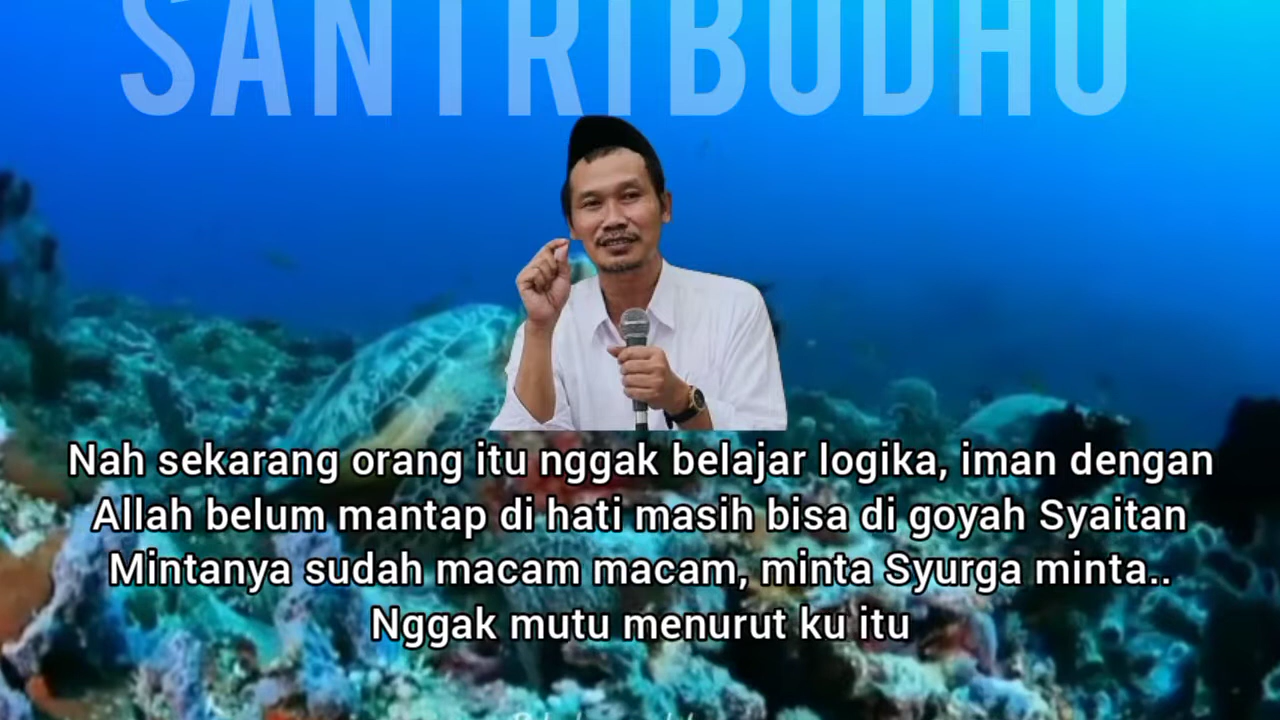 SANTRIBUDHU
Nah sekarang orang itu nggak belajar logika, iman dengan
Allah belum mantap di hati masih bisa di goyah Syaitan
Mintanya sudah macam macam, minta Syurga minta..
Nggak mutu menurut ku itu